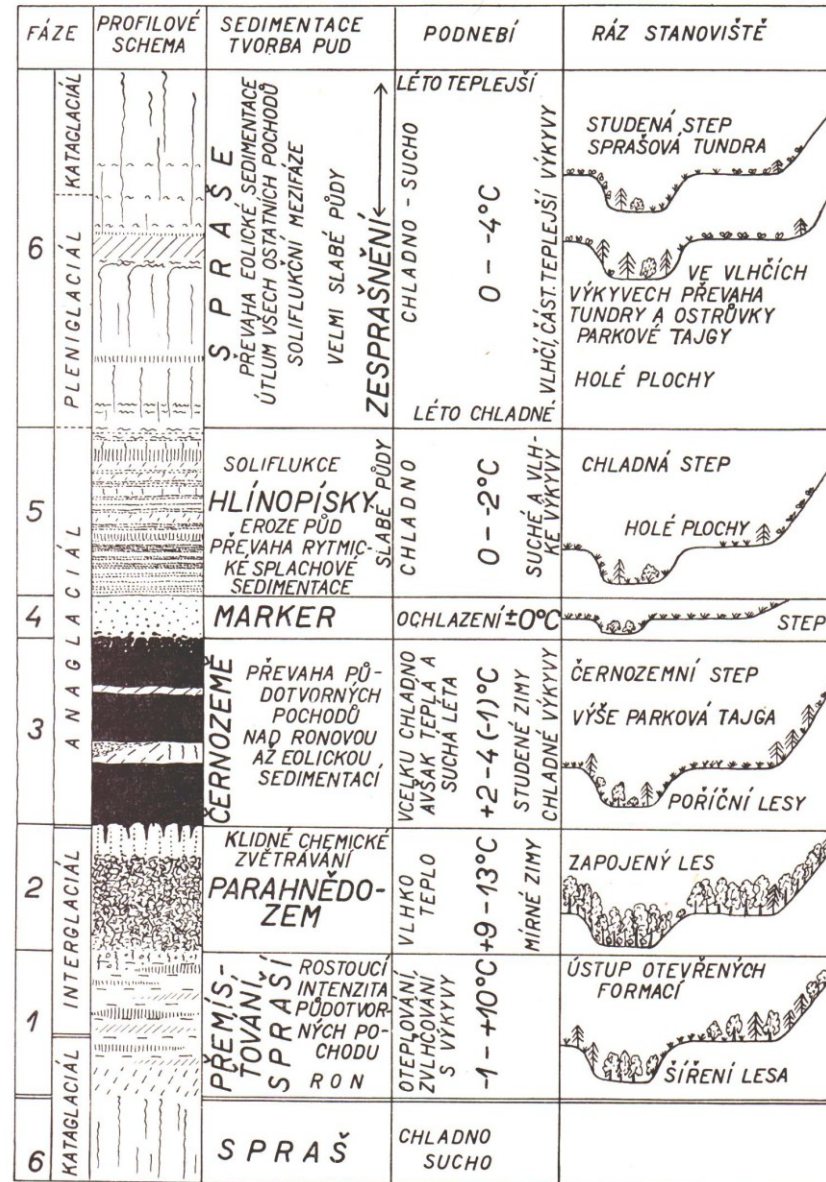 FÁZE
PROFILOVÉ
SCHEMA
SEDIMENTACE
TVORBA PUD
PODNEBÍ
RÁZ STANOVIŠTĚ
6
KATAGLACIÁL
PLENIGLACIÁL
SPRAŠE
PŘEVAHA EOLICKÉ SEDIMENTACE
ÚTLUM VŠECH OSTATNÍCH POCHODŮ
SOLIFLUKČNÍ MEZIFÁZE
VELMI SLABÉ PŮDY
ZESPRAŠNĚNÍ
LÉTO TEPLEJŠÍ
CHLADNO - SUCHO
0 – -4°C
VLHČÍ, ČÁST. TEPLEJŠÍ VÝKYVY
LÉTO CHLADNÉ
STUDENÁ STEP
SPRAŠOVÁ TUNDRA
VE VLHČÍCH
VÝKYVECH PŘEVAHA
TUNDRY A OSTRŮVKY
PARKOVÉ TAJGY
HOLÉ PLOCHY
5
ANAGLACIÁL
SOLIFLUKCE
HLÍNOPÍSKY
EROZE PŮD
PŘEVAHA RYTMIC-
KÉ SPLACHOVÉ
SEDIMENTACE
SLABÉ PŮDY
CHLADNO
0 – -2°C
SUCHÉ A VLH-
KÉ VÝKYVY
CHLADNÁ STEP
HOLÉ PLOCHY
4
MARKER
OCHLAZENÍ ±0°C
STEP
3
ČERNOZEMĚ
PŘEVAHA PŮ-
DOTVORNÝCH
POCHODŮ
NAD RONOVOU
AŽ EOLICKOU
SEDIMENTACÍ
VCELKU CHLADNO
AVŠAK TEPLÁ A
SUCHÁ LÉTA
+2-4 (-1)°C
STUDENÉ ZIMY
CHLADNÉ VÝKYVY
ČERNOZEMNÍ STEP
VÝŠE PARKOVÁ TAJGA
POŘÍČNÍ LESY
2
INTERGLACIÁL
KLIDNÉ CHEMICKÉ
ZVĚTRÁVÁNÍ
PARAHNĚDO-
ZEM
VLHKO
TEPLO
+9-13°C
MÍRNÉ ZIMY
ZAPOJENÝ LES
1
PŘEMÍS-
ŤOVÁNÍ
SPRAŠÍ
ROSTOUCÍ
INTENZITA
PŮDOTVOR-
NÝCH PO-
CHODU
RON
OTEPLOVÁNÍ,
ZVLHČOVÁNÍ
S VÝKYVY
-1 – +10°C
ÚSTUP OTEVŘENÝCH
FORMACÍ
ŠÍŘENÍ LESA
6
KATAGLACIÁL
SPRAŠ
CHLADNO
SUCHO